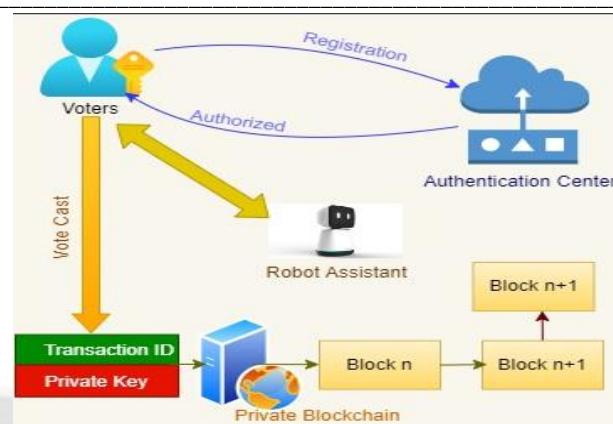 Registration
Voters
Authorized
Authentication Center
Vote Cast
Robot Assistant
Block n+1
Transaction ID
Private Key
Block n
Block n+1
Private Blockchain